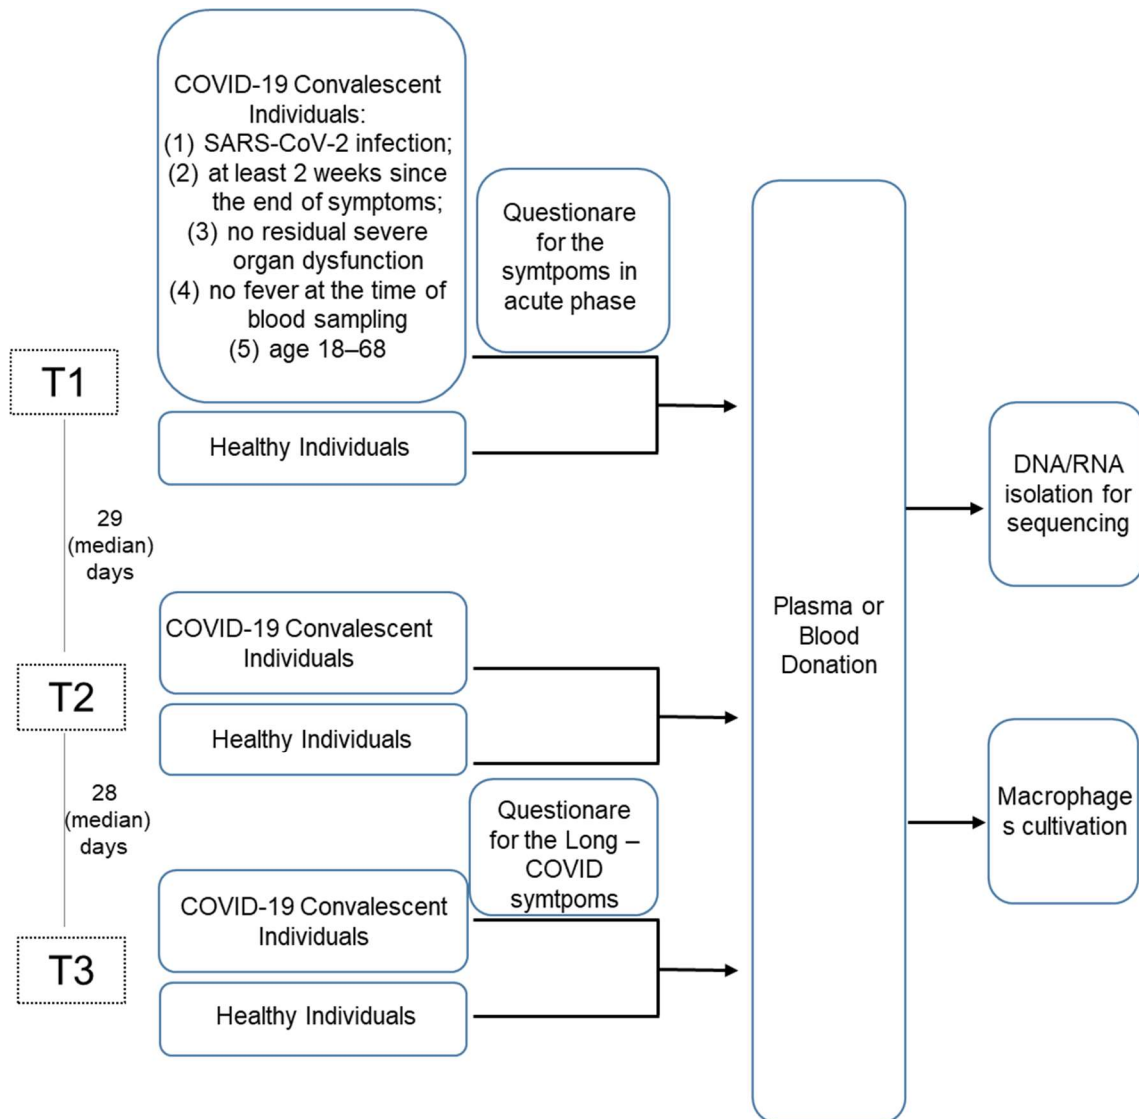 COVID-19 Convalescent
Individuals:
(1) SARS-CoV-2 infection;
(2) at least 2 weeks since
the end of symptoms;
(3) no residual severe
organ dysfunction
(4) no fever at the time of
blood sampling
(5) age 18–68
Questionare
for the
symtpoms in
acute phase
T1
Healthy Individuals
29
(median)
days
DNA/RNA
isolation for
sequencing
Plasma or
Blood
Donation
COVID-19 Convalescent
Individuals
T2
Healthy Individuals
28
(median)
days
Questionare
for the Long –
COVID
symtpoms
Macrophage
s cultivation
COVID-19 Convalescent
Individuals
T3
Healthy Individuals